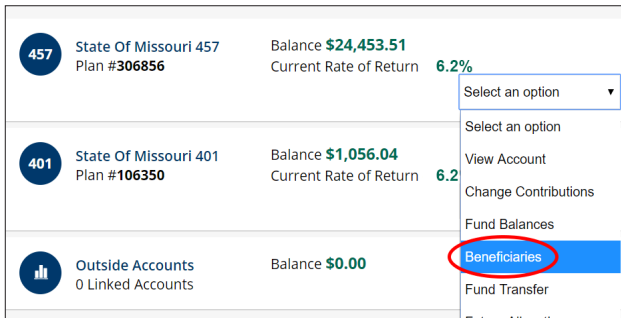 457
State Of Missouri 457
Plan #306856
Balance $24,453.51
Current Rate of Return 6.2%
Select an option
Select an option
View Account
Change Contributions
Fund Balances
Beneficiaries
Fund Transfer
401
State Of Missouri 401
Plan #106350
Balance $1,056.04
Current Rate of Return 6.2
Outside Accounts
0 Linked Accounts
Balance $0.00